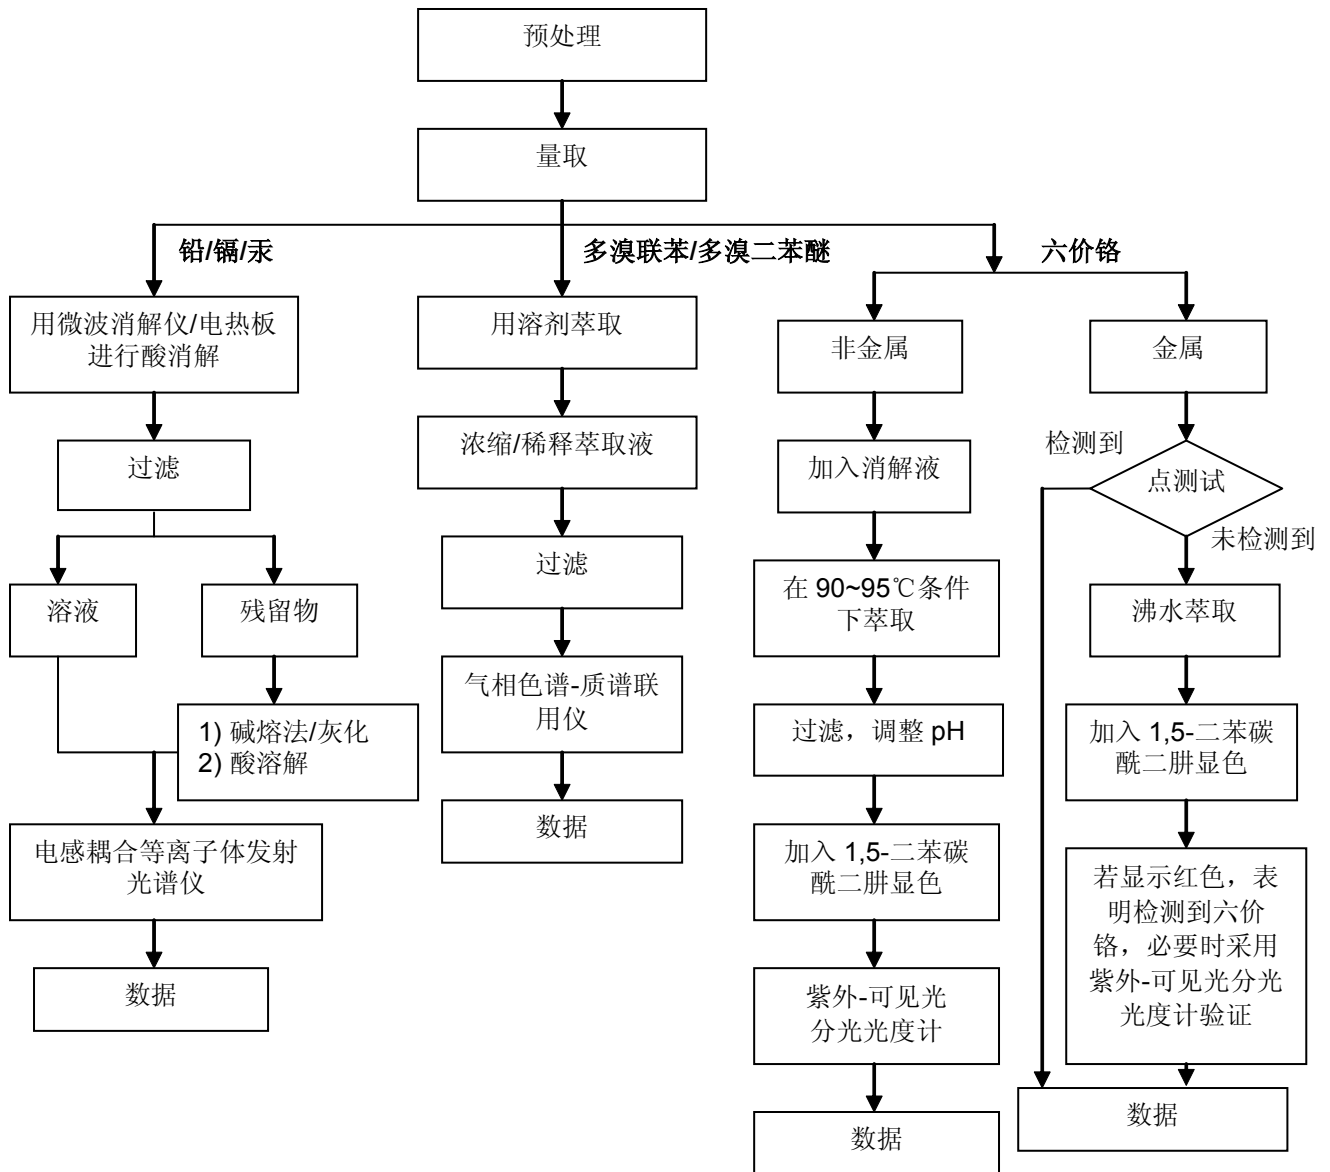 预处理
量取
铅/镉/汞
多溴联苯/多溴二苯醚
六价铬
用微波消解仪/电热板
进行酸消解
过滤
溶液
残留物
1) 碱熔法/灰化
2) 酸溶解
电感耦合等离子体发射
光谱仪
数据
用溶剂萃取
浓缩/稀释萃取液
过滤
气相色谱-质谱联
用仪
数据
非金属
加入消解液
在 90~95℃条件
下萃取
过滤，调整 pH
加入 1,5-二苯碳
酰二肼显色
紫外-可见光
分光光度计
数据
金属
检测到
点测试
未检测到
沸水萃取
加入 1,5-二苯碳
酰二肼显色
若显示红色，表
明检测到六价
铬，必要时采用
紫外-可见光分光
光度计验证
数据